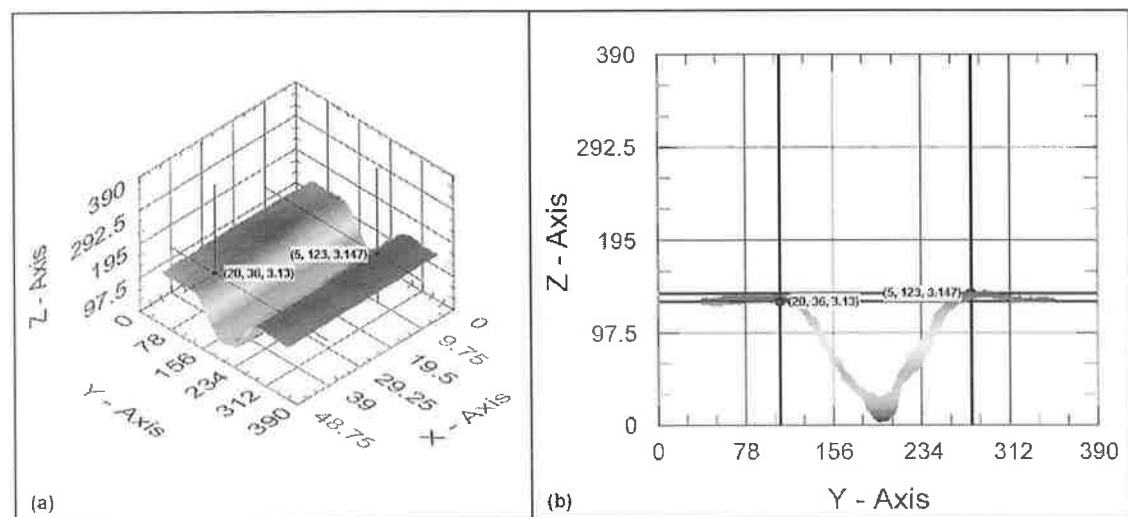 390
292.5
195
97.5
Z - Axis
0
78
156
234
312
390
Y - Axis
0
9.75
19.5
29.25
39
48.75
X - Axis
(20, 36, 3.13)
(5, 123, 3.147)
(a)
390
292.5
195
97.5
0
Z - Axis
(5, 123, 3.147)
(20, 36, 3.13)
0 78 156 234 312 390
Y - Axis
(b)